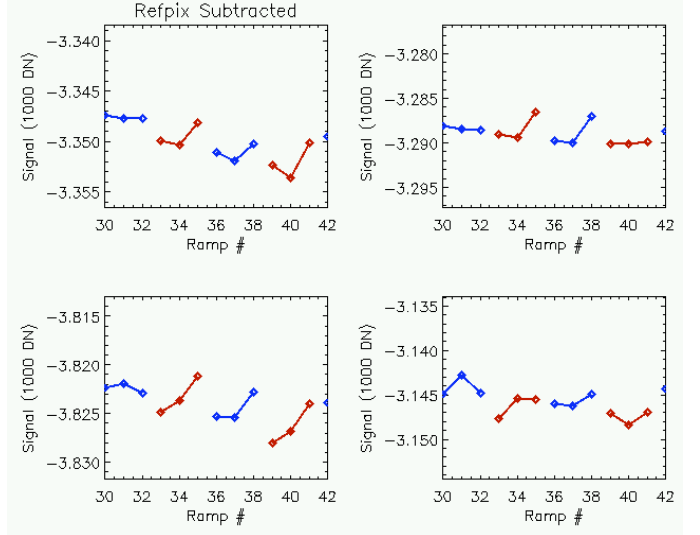 Refpix Subtracted
Signal (1000 DN)
-3.340
-3.345
-3.350
-3.355
30 32 34 36 38 40 42
Ramp #
Signal (1000 DN)
-3.280
-3.285
-3.290
-3.295
30 32 34 36 38 40 42
Ramp #
Signal (1000 DN)
-3.815
-3.820
-3.825
-3.830
30 32 34 36 38 40 42
Ramp #
Signal (1000 DN)
-3.135
-3.140
-3.145
-3.150
30 32 34 36 38 40 42
Ramp #